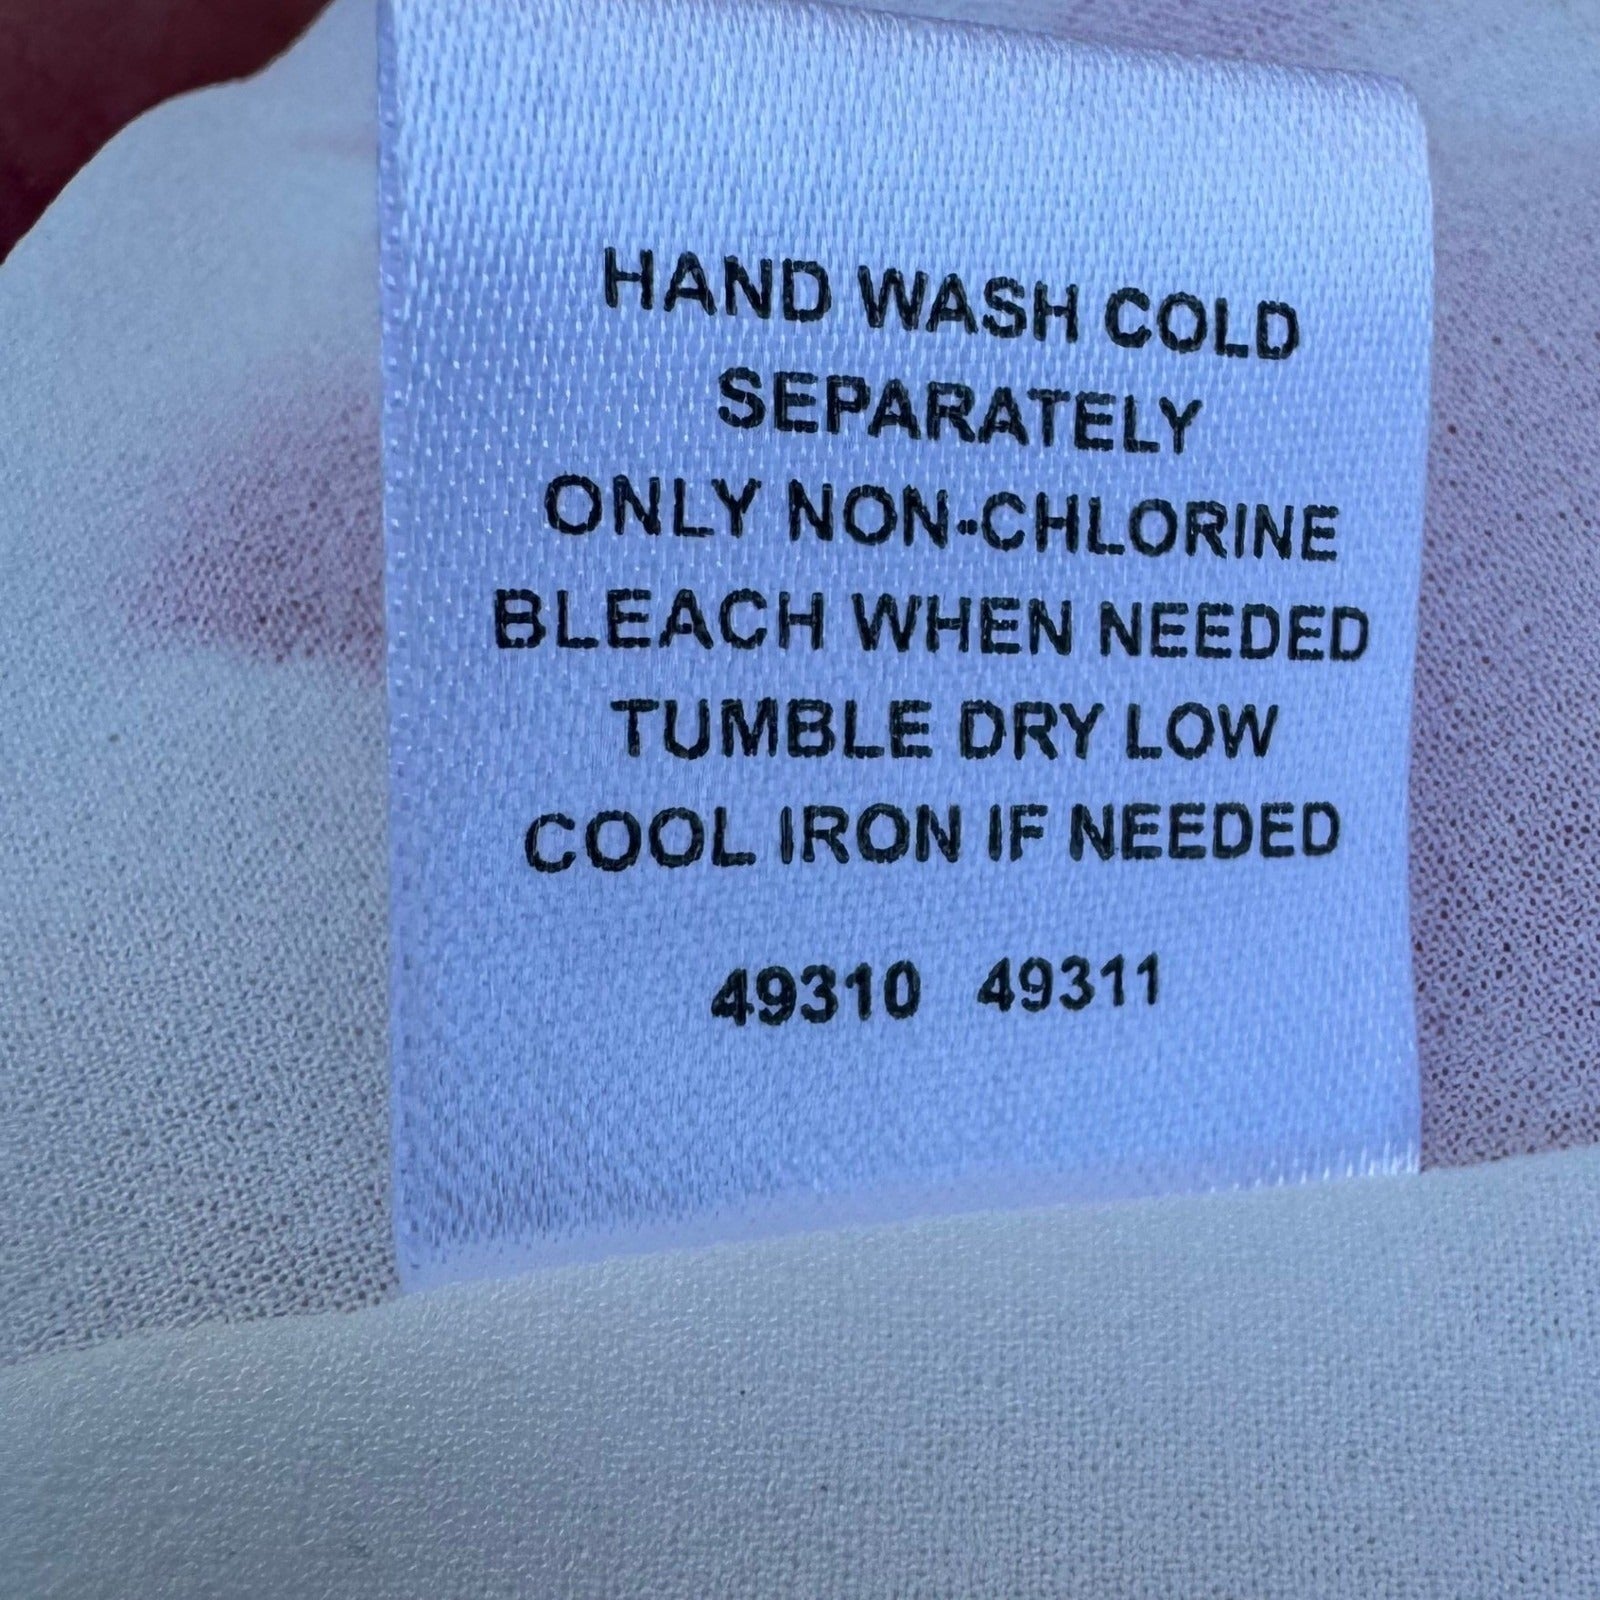 HAND WASH COLD
SEPARATELY
ONLY NON-CHLORINE
BLEACH WHEN NEEDED
TUMBLE DRY LOW
COOL IRON IF NEEDED
49310 49311